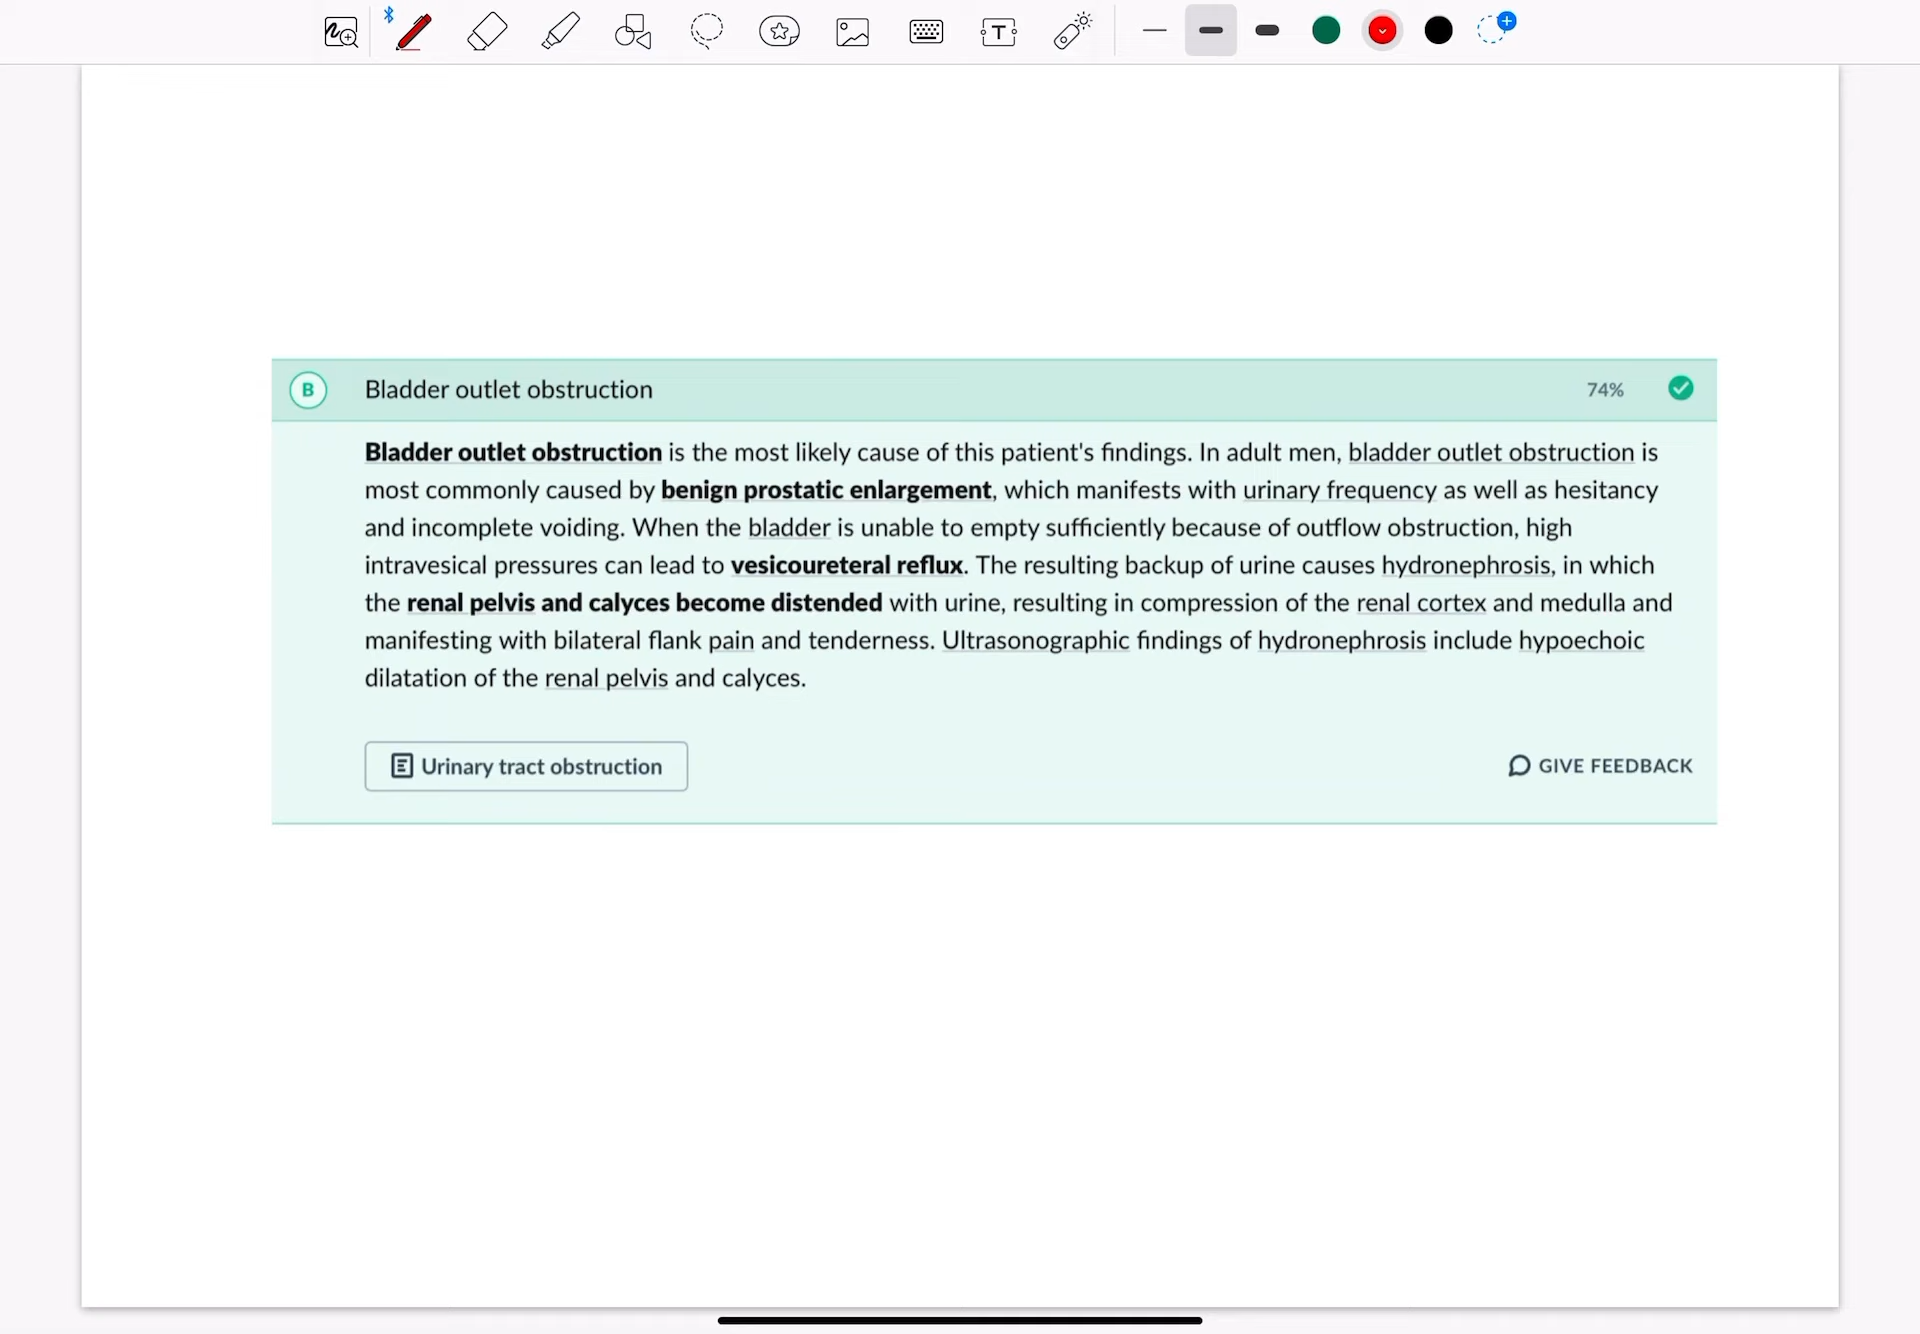 T
B Bladder outlet obstruction 74%
Bladder outlet obstruction is the most likely cause of this patient's findings. In adult men, bladder outlet obstruction is
most commonly caused by benign prostatic enlargement, which manifests with urinary frequency as well as hesitancy
and incomplete voiding. When the bladder is unable to empty sufficiently because of outflow obstruction, high
intravesical pressures can lead to vesicoureteral reflux. The resulting backup of urine causes hydronephrosis, in which
the renal pelvis and calyces become distended with urine, resulting in compression of the renal cortex and medulla and
manifesting with bilateral flank pain and tenderness. Ultrasonographic findings of hydronephrosis include hypoechoic
dilatation of the renal pelvis and calyces.
Urinary tract obstruction GIVE FEEDBACK